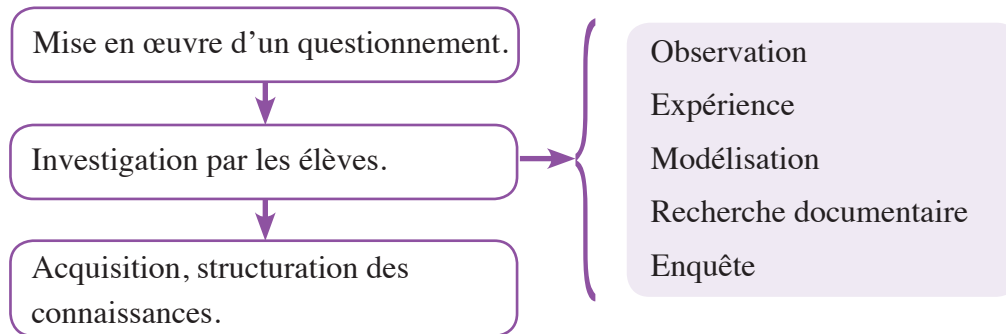 Mise en œuvre d’un questionnement.
Investigation par les élèves.
Acquisition, structuration des
connaissances.
Observation
Expérience
Modélisation
Recherche documentaire
Enquête